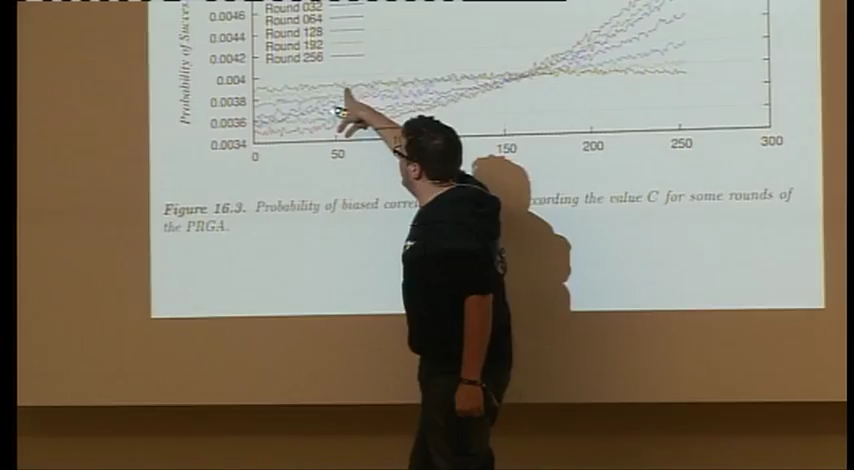 Probability of Succes
Round 032
0.0046
Round 064
0.0044
Round 128
Round 192
0.0042
Round 256
0.004
0.0038
0.0036
0.0034
0
50
150
200
250
300
Figure 16.3. Probability of biased corre cording the value C for some rounds of
the PRGA.